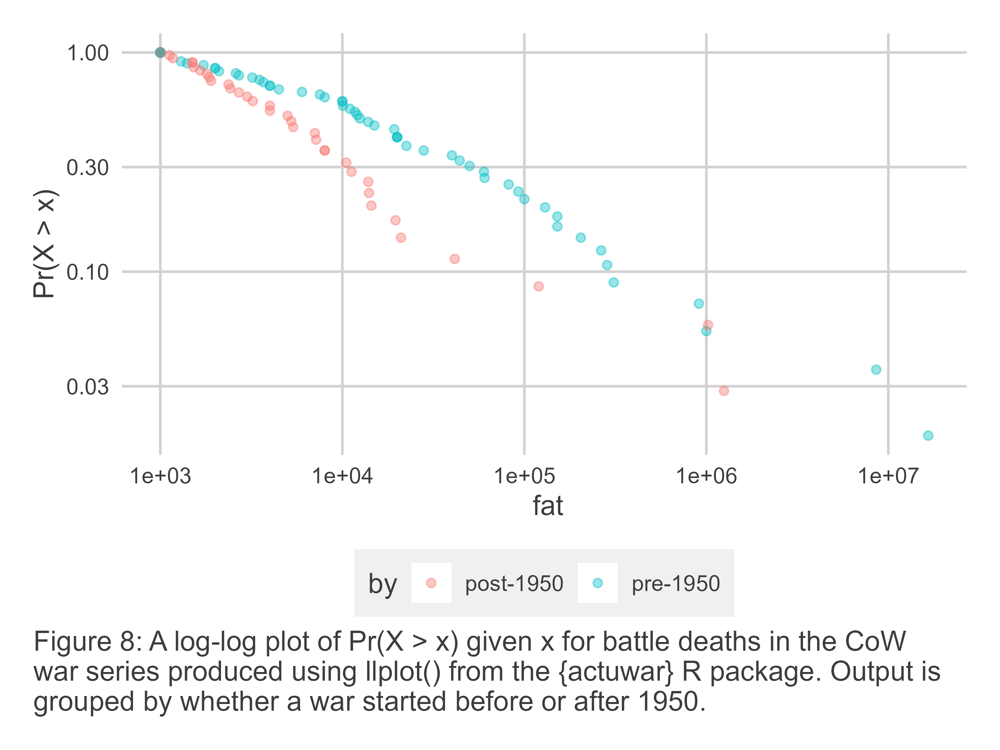 1.00
0.30
0.10
0.03
Pr(X > x)
1e+03 1e+04 1e+05 1e+06 1e+07
fat
by post-1950 pre-1950
Figure 8: A log-log plot of Pr(X > x) given x for battle deaths in the CoW
war series produced using llplot() from the {actuwar} R package. Output is
grouped by whether a war started before or after 1950.